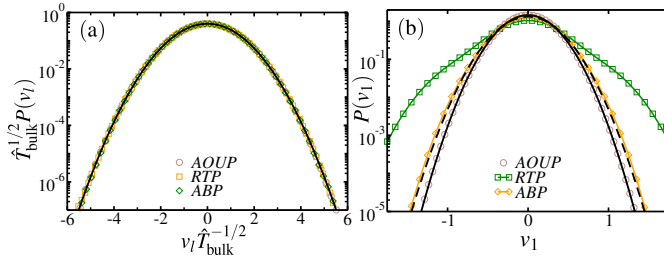 (a)
10^0
10^-2
10^-4
10^-6
T̂_bulk^1/2 P(v_l)
AOUP
RTP
ABP
-6 -4 -2 0 2 4 6
v_l T̂_bulk^-1/2
(b)
10^-1
10^-3
10^-5
P(v_1)
AOUP
RTP
ABP
-1 0 1
v_1